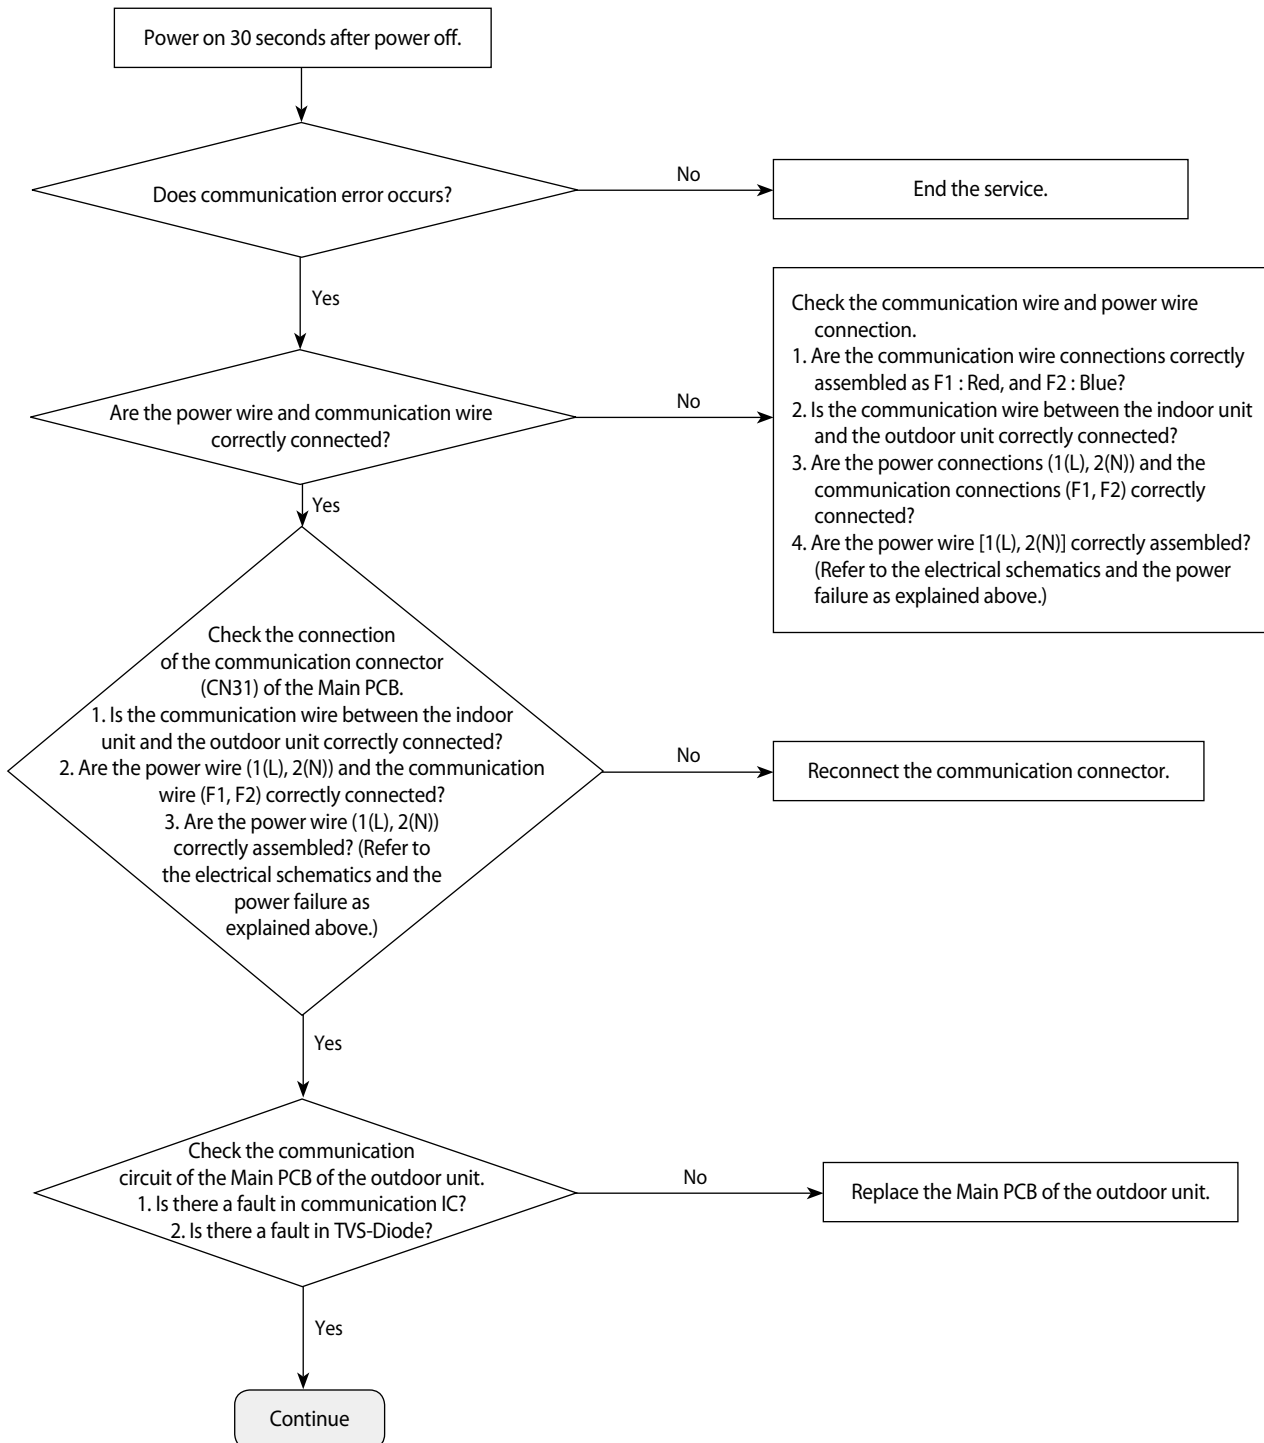 Power on 30 seconds after power off.
Does communication error occurs?
No
End the service.
Yes
Are the power wire and communication wire
correctly connected?
No
Check the communication wire and power wire
connection.
1. Are the communication wire connections correctly
assembled as F1 : Red, and F2 : Blue?
2. Is the communication wire between the indoor unit
and the outdoor unit correctly connected?
3. Are the power connections (1(L), 2(N)) and the
communication connections (F1, F2) correctly
connected?
4. Are the power wire [1(L), 2(N)] correctly assembled?
(Refer to the electrical schematics and the power
failure as explained above.)
Yes
Check the connection
of the communication connector
(CN31) of the Main PCB.
1. Is the communication wire between the indoor
unit and the outdoor unit correctly connected?
2. Are the power wire (1(L), 2(N)) and the communication
wire (F1, F2) correctly connected?
3. Are the power wire (1(L), 2(N))
correctly assembled? (Refer to
the electrical schematics and the
power failure as
explained above.)
No
Reconnect the communication connector.
Yes
Check the communication
circuit of the Main PCB of the outdoor unit.
1. Is there a fault in communication IC?
2. Is there a fault in TVS-Diode?
No
Replace the Main PCB of the outdoor unit.
Yes
Continue